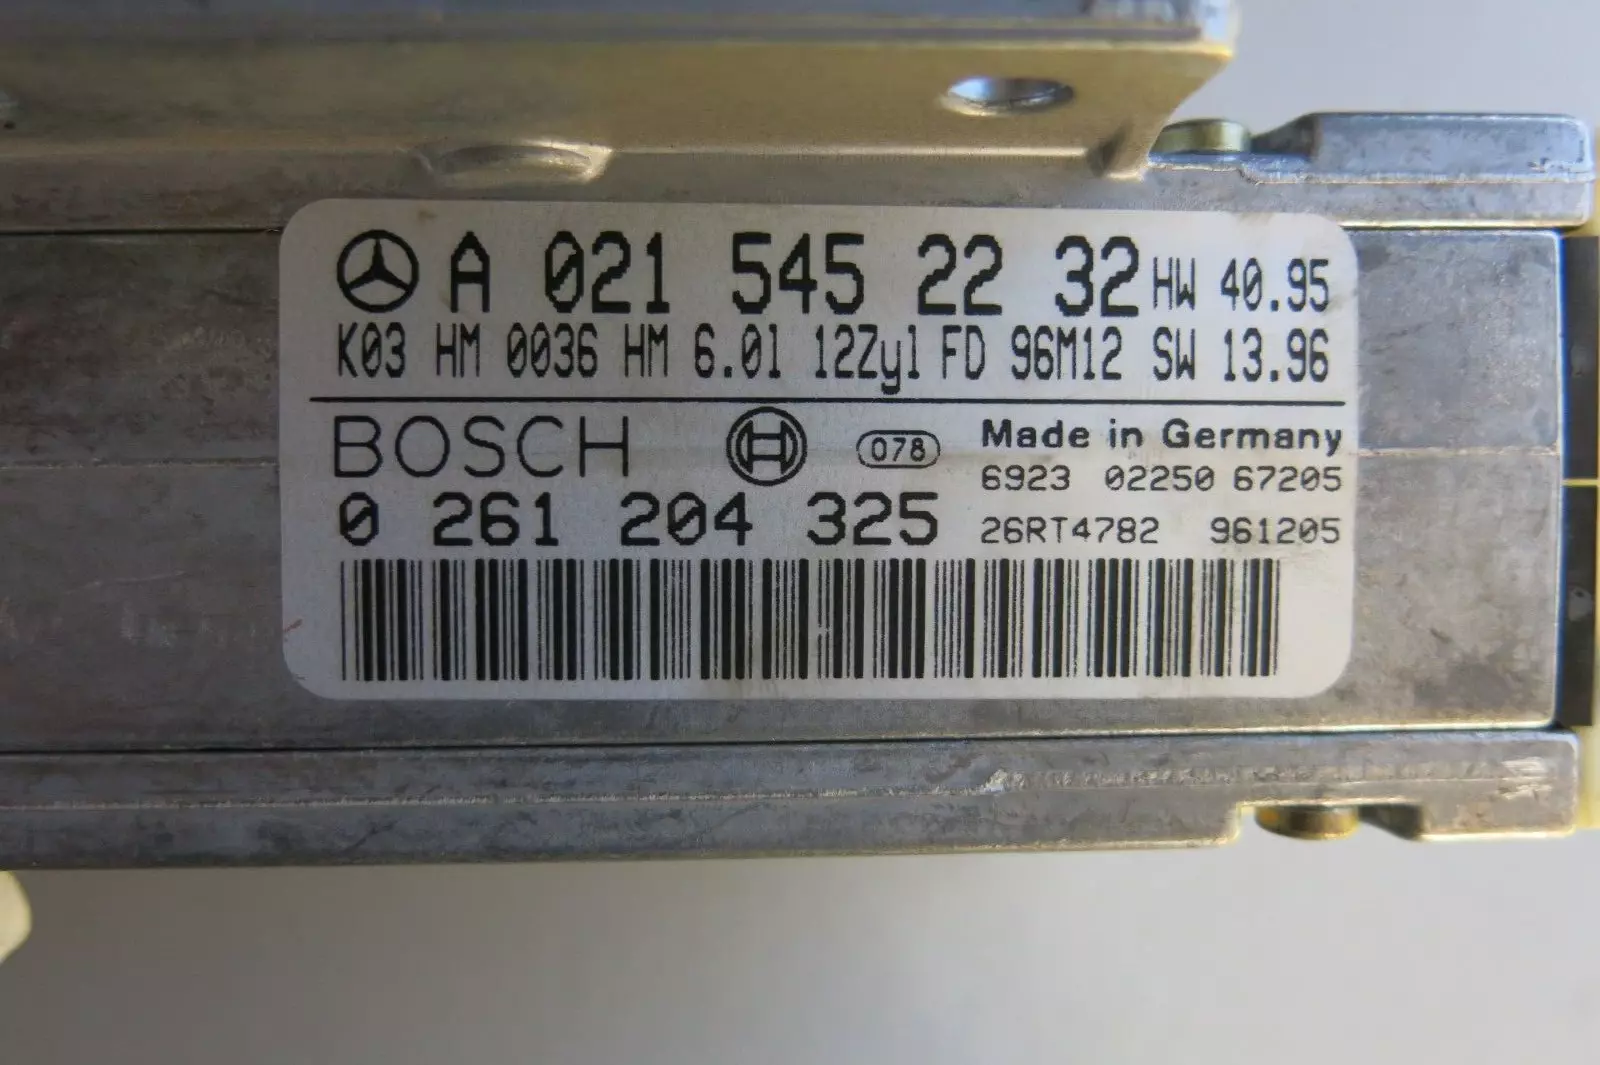 A 021 545 22 32 HW 40.95
K03 HM 0036 HM 6.0l 12Zyl FD 96M12 SW 13.96
BOSCH 078 Made in Germany
6923 02250 67205
0 261 204 325 26RT4782 961205